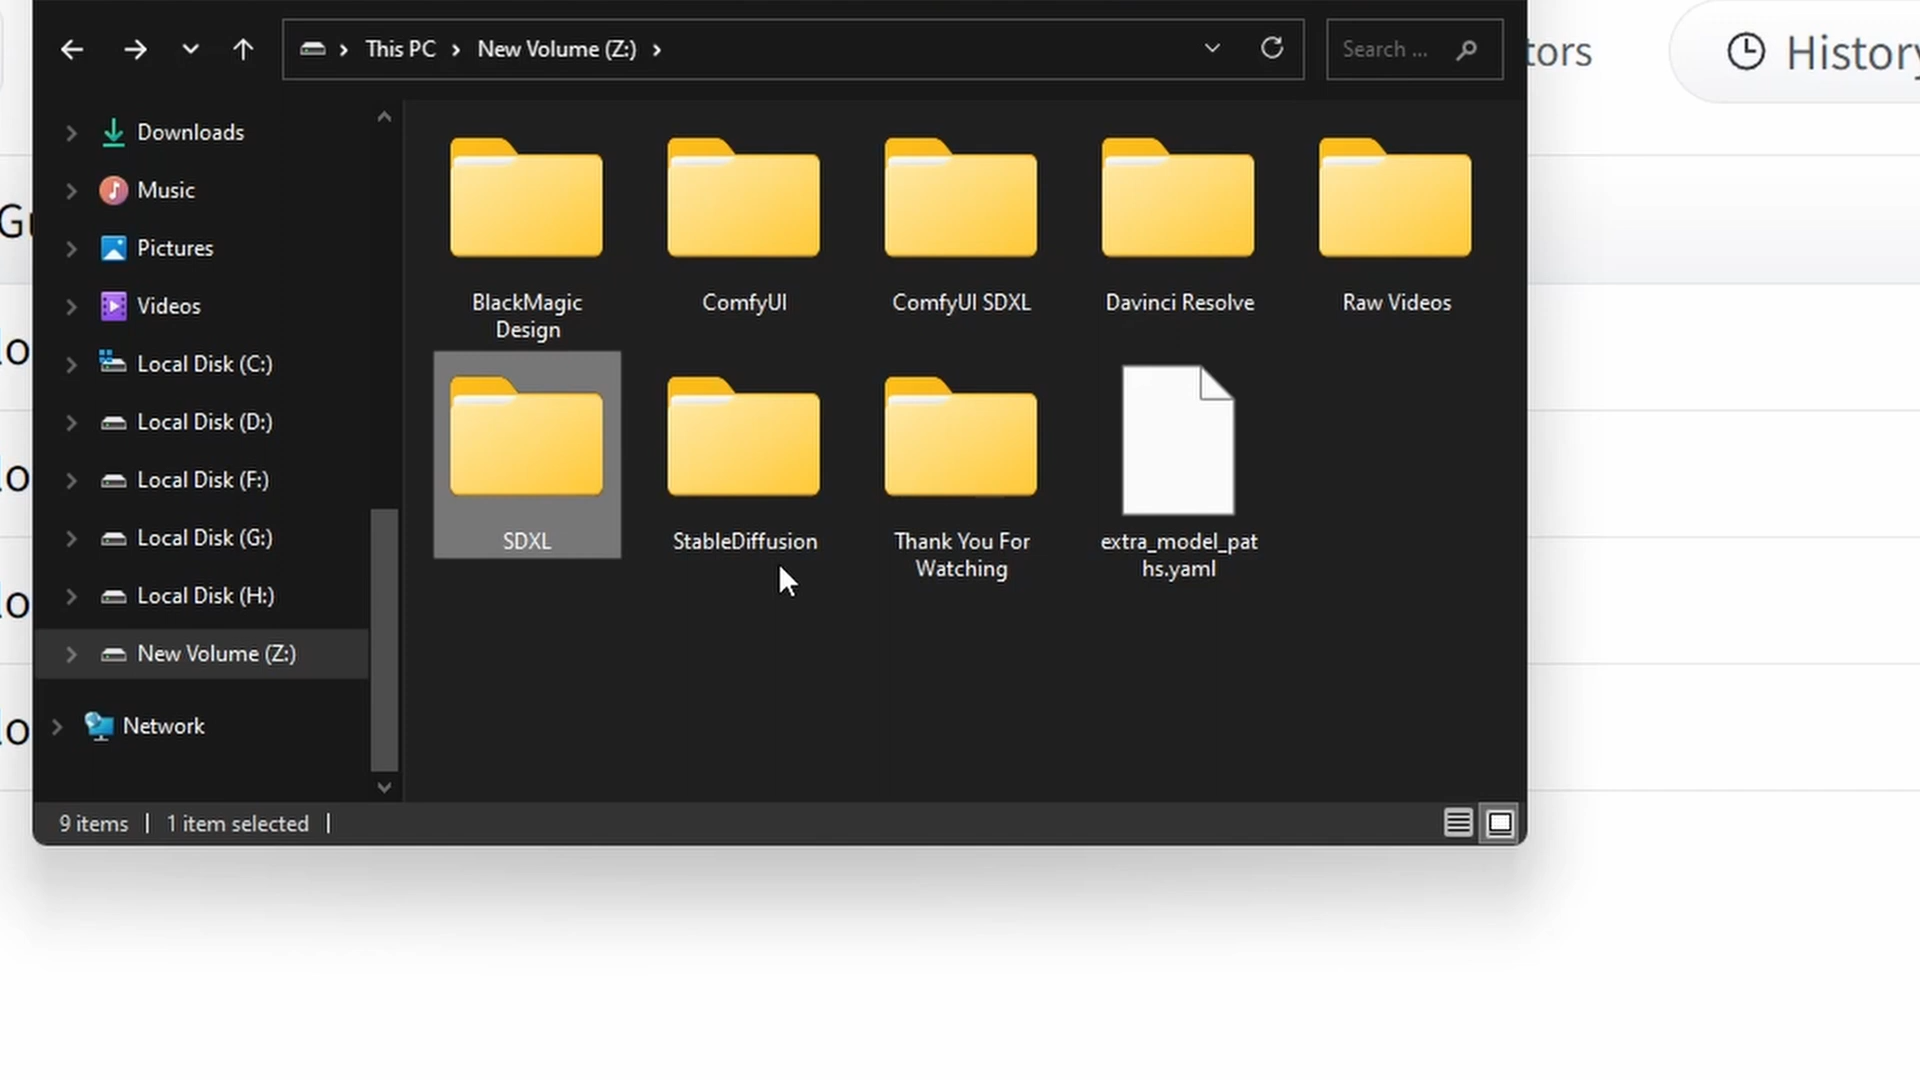 This PC
New Volume (Z:)
Search ...
tors
History
Downloads
Music
Pictures
Videos
Local Disk (C:)
Local Disk (D:)
Local Disk (F:)
Local Disk (G:)
Local Disk (H:)
New Volume (Z:)
Network
BlackMagic
Design
ComfyUI
ComfyUI SDXL
Davinci Resolve
Raw Videos
SDXL
StableDiffusion
Thank You For
Watching
extra_model_pat
hs.yaml
9 items
1 item selected